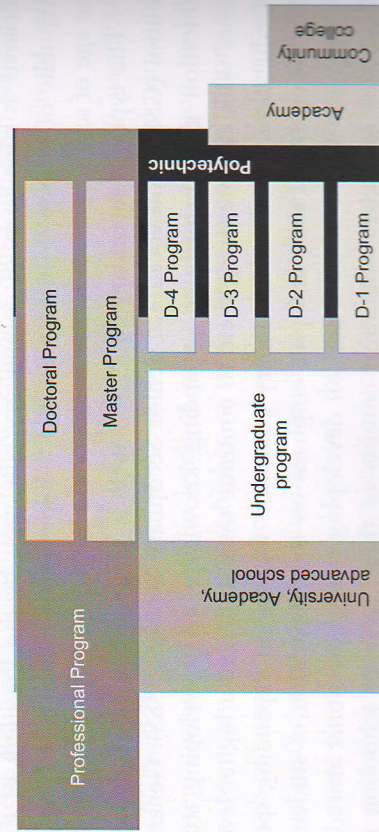 Professional Program
Doctoral Program
Master Program
University, Academy,
advanced school
Undergraduate
program
D-4 Program
D-3 Program
D-2 Program
D-1 Program
Polytechnic
Academy
Community
college